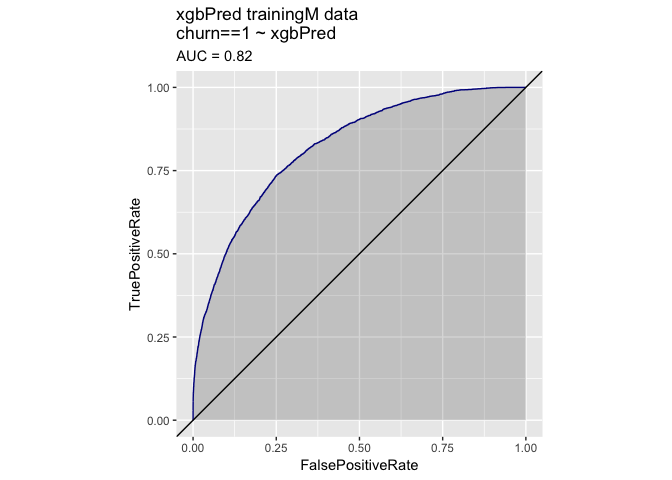 xgbPred trainingM data
churn==1 ~ xgbPred
AUC = 0.82
1.00
0.75
0.50
0.25
0.00
TruePositiveRate
0.00 0.25 0.50 0.75 1.00
FalsePositiveRate